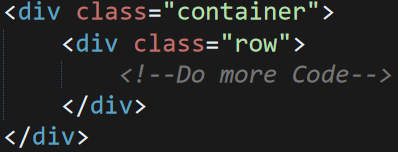 <div class="container">
    <div class="row">
        <!--Do more Code-->
    </div>
</div>